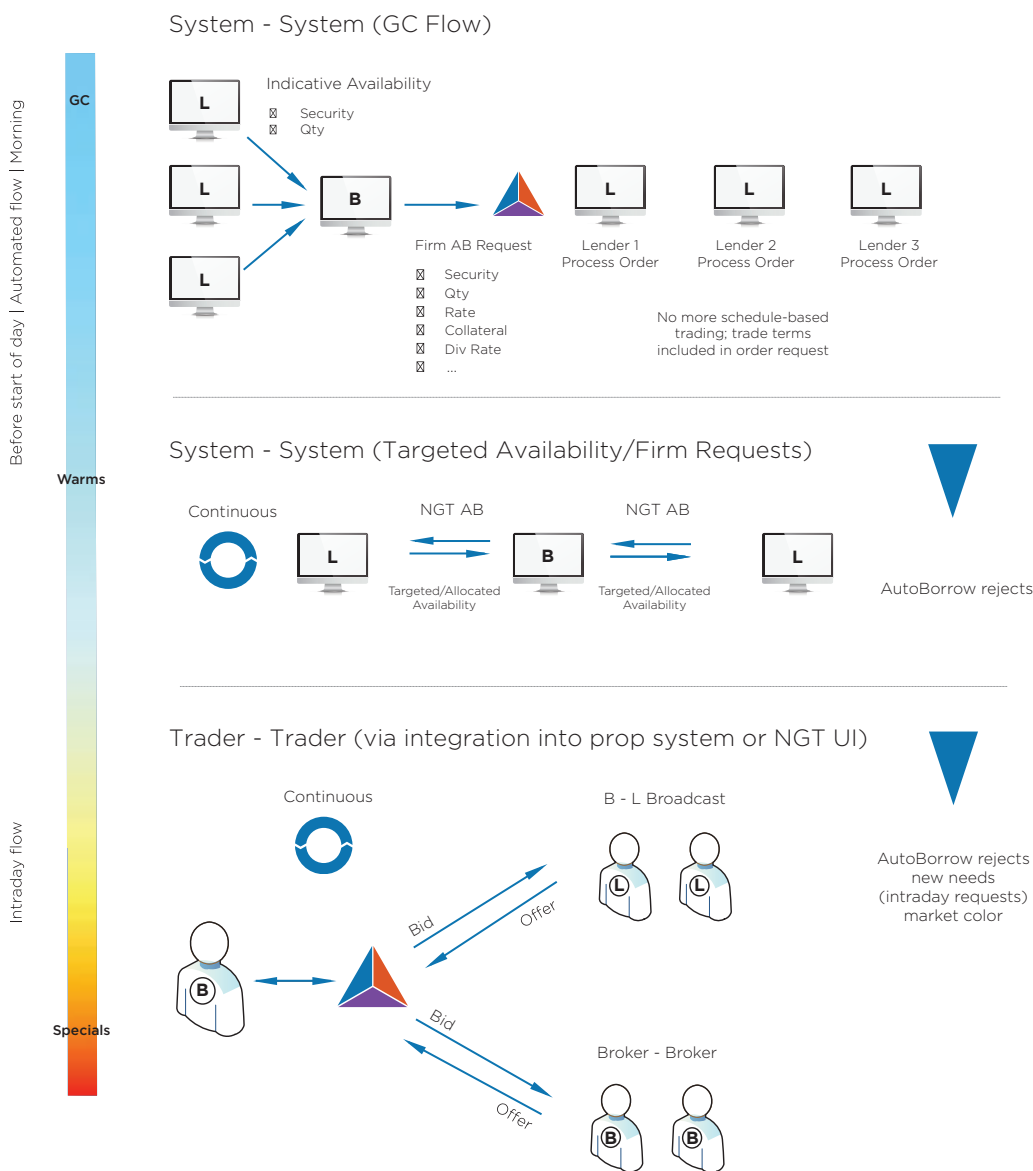 System - System (GC Flow)
Before start of day | Automated flow | Morning
GC
L
Indicative Availability
Security
Qty
L
B
L
L
L
L
Firm AB Request
Security
Qty
Rate
Collateral
Div Rate
...
Lender 1
Process Order
Lender 2
Process Order
Lender 3
Process Order
No more schedule-based
trading; trade terms
included in order request
System - System (Targeted Availability/Firm Requests)
Warms
Continuous
NGT AB
NGT AB
L
B
L
Targeted/Allocated
Availability
Targeted/Allocated
Availability
AutoBorrow rejects
Trader - Trader (via integration into prop system or NGT UI)
Intraday flow
Continuous
B - L Broadcast
L
L
Bid
Offer
AutoBorrow rejects
new needs
(intraday requests)
market color
B
Specials
Bid
Offer
Broker - Broker
B
B